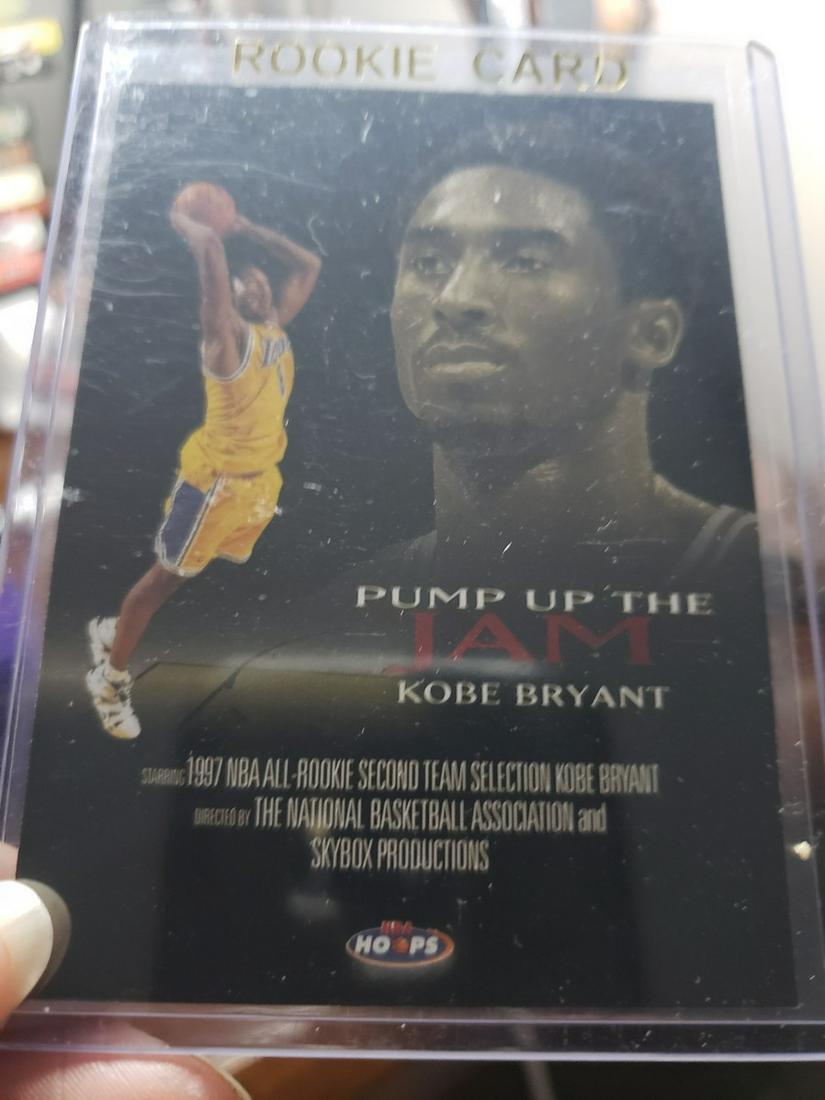 ROOKIE CARD
PUMP UP THE
JAM
KOBE BRYANT
STARRING 1997 NBA ALL-ROOKIE SECOND TEAM SELECTION KOBE BRYANT
DIRECTED BY THE NATIONAL BASKETBALL ASSOCIATION and
SKYBOX PRODUCTIONS
NBA
HOOPS